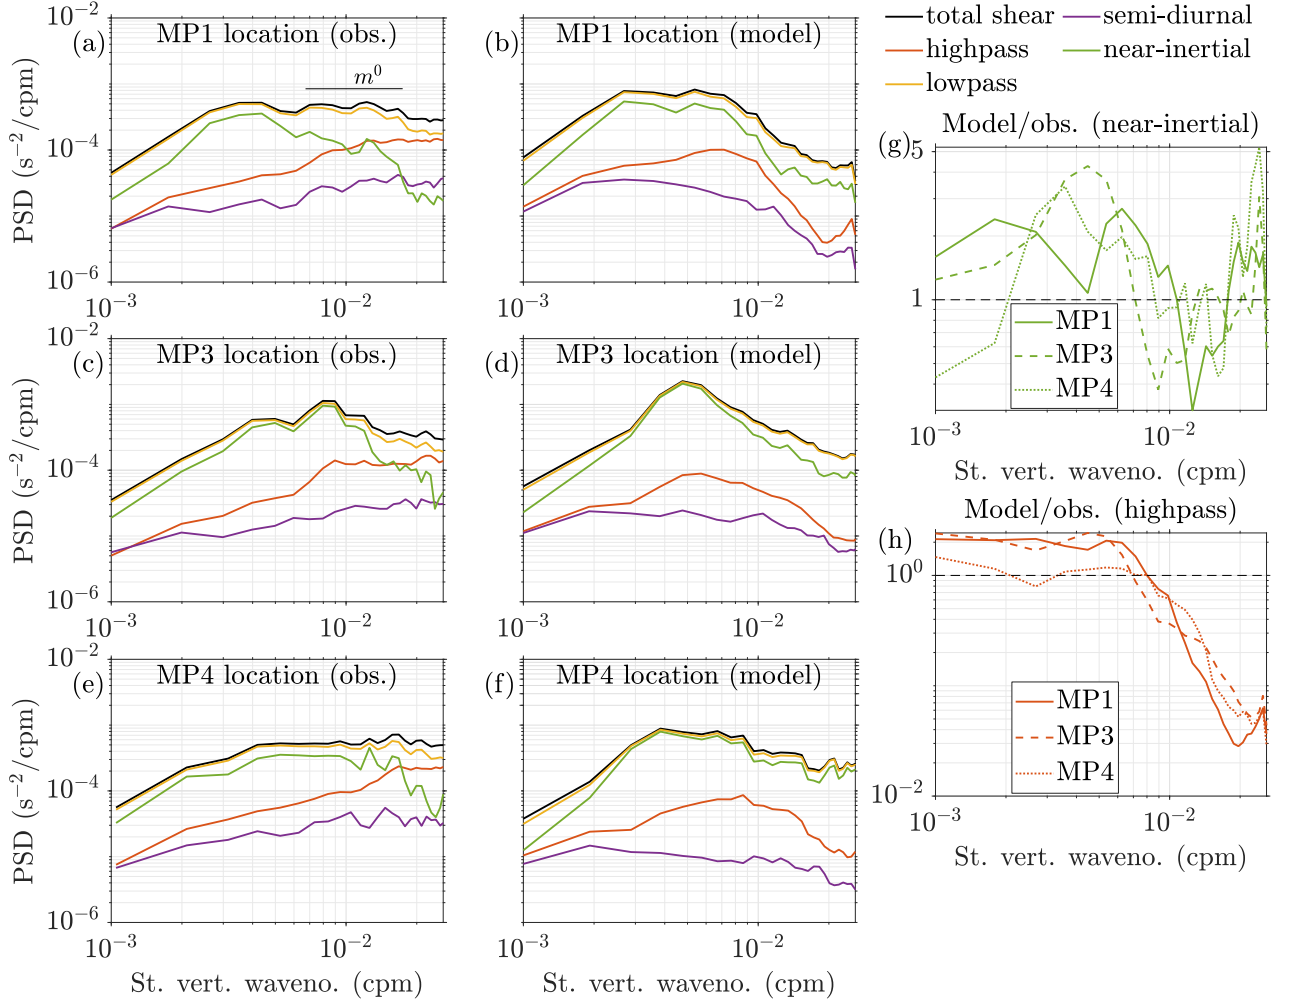 total shear
semi-diurnal
highpass
near-inertial
lowpass
(a)
MP1 location (obs.)
m⁰
10⁻²
10⁻⁴
10⁻⁶
10⁻³
10⁻²
PSD (s⁻²/cpm)
(b)
MP1 location (model)
10⁻³
10⁻²
(c)
MP3 location (obs.)
10⁻²
10⁻⁴
10⁻⁶
10⁻³
10⁻²
PSD (s⁻²/cpm)
(d)
MP3 location (model)
10⁻³
10⁻²
(e)
MP4 location (obs.)
10⁻²
10⁻⁴
10⁻�6
10⁻³
10⁻²
PSD (s⁻²/cpm)
St. vert. waveno. (cpm)
(f)
MP4 location (model)
10⁻³
10⁻²
St. vert. waveno. (cpm)
(g)
Model/obs. (near-inertial)
5
1
MP1
MP3
MP4
10⁻³
10⁻²
St. vert. waveno. (cpm)
(h)
Model/obs. (highpass)
10⁰
10⁻²
MP1
MP3
MP4
10⁻³
10⁻²
St. vert. waveno. (cpm)